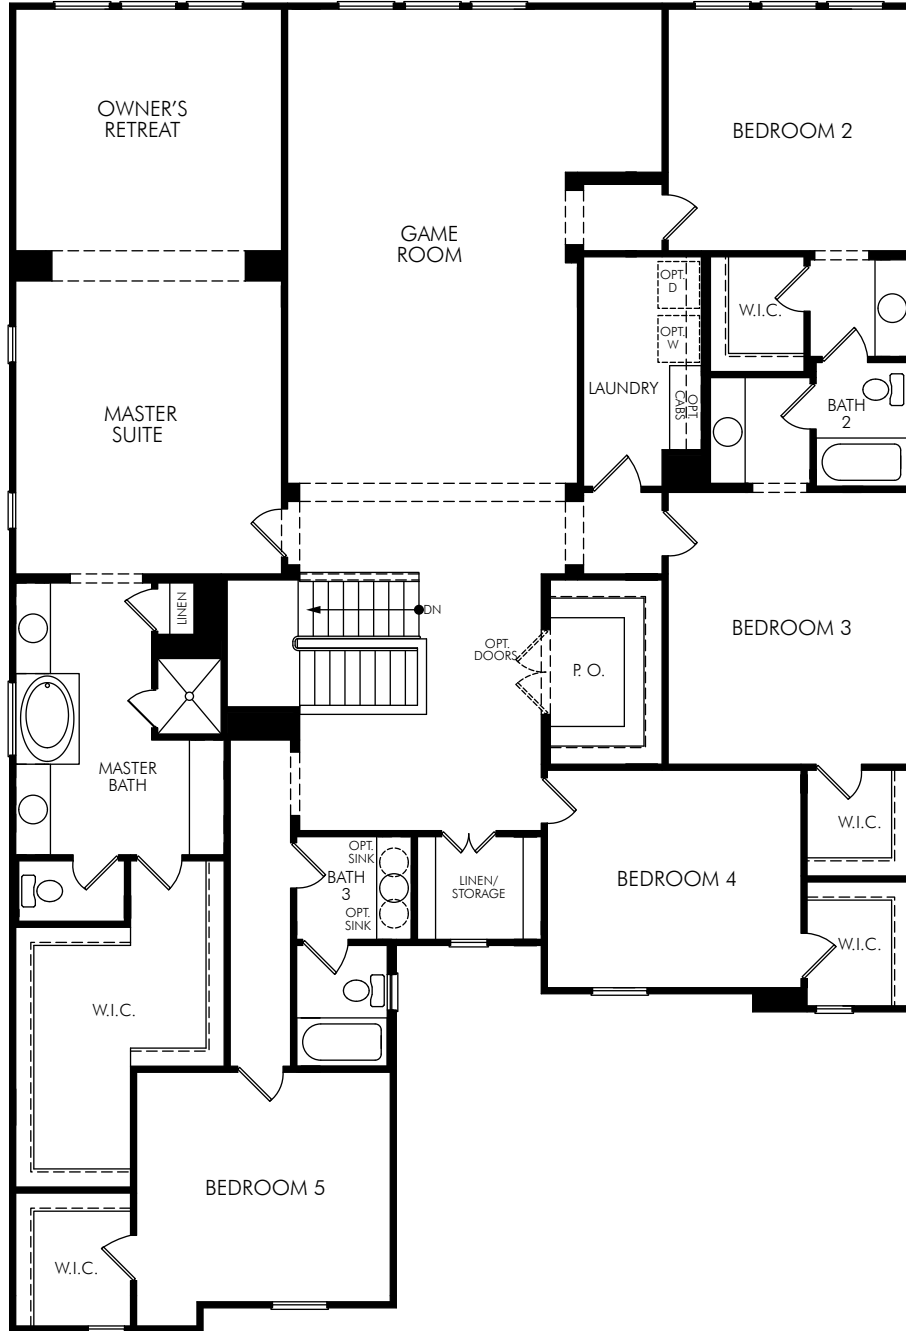 OWNER'S
RETREAT
BEDROOM 2
GAME
ROOM
OPT.
D
W.I.C.
OPT.
W
LAUNDRY
OPT.
CABS
BATH
2
MASTER
SUITE
LINEN
DN
OPT.
DOORS
P. O.
BEDROOM 3
MASTER
BATH
W.I.C.
OPT.
SINK
BATH
3
OPT.
SINK
LINEN/
STORAGE
BEDROOM 4
W.I.C.
W.I.C.
BEDROOM 5
W.I.C.